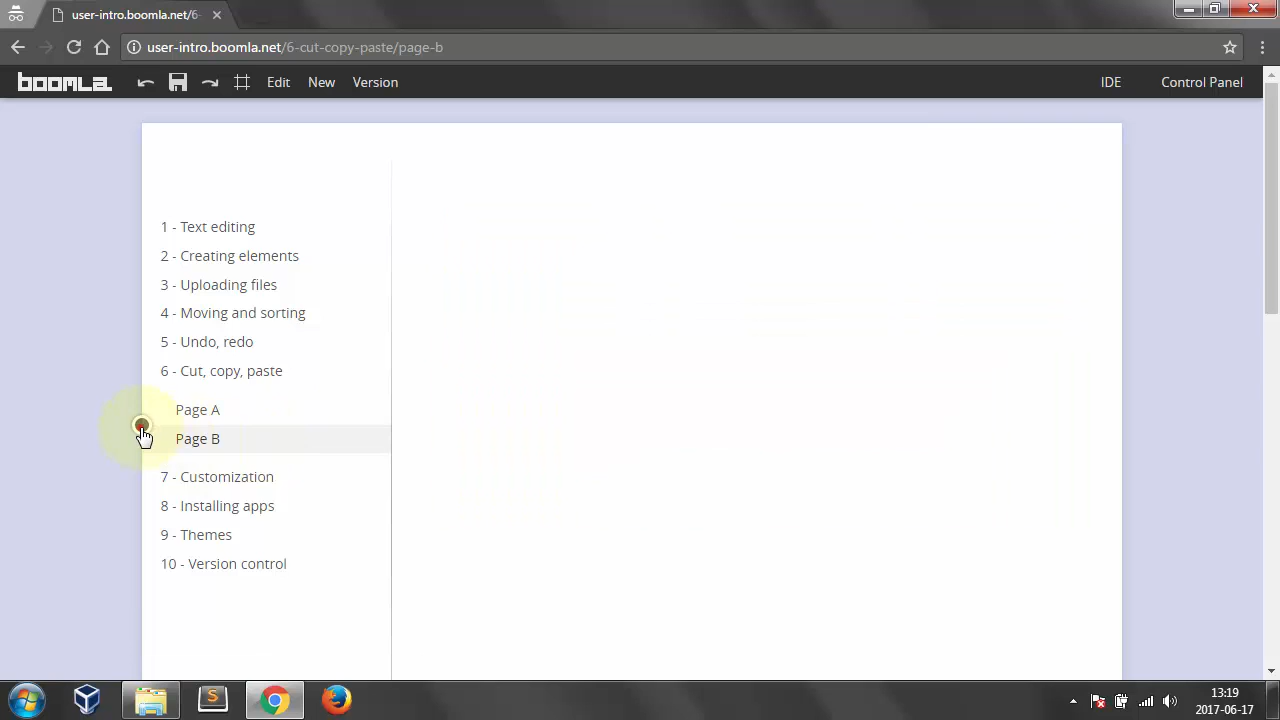 user-intro.boomla.net/6-
user-intro.boomla.net/6-cut-copy-paste/page-b
boomla
Edit
New
Version
IDE
Control Panel
1 - Text editing
2 - Creating elements
3 - Uploading files
4 - Moving and sorting
5 - Undo, redo
6 - Cut, copy, paste
Page A
Page B
7 - Customization
8 - Installing apps
9 - Themes
10 - Version control
13:19
2017-06-17